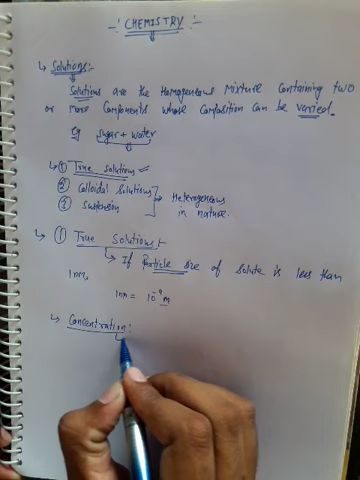 -: CHEMISTRY :-
↳ Solutions:-
Solutions are the Homogeneous mixture containing two
or more components whose composition can be varied.
eg sugar + water
↳ ① True solutions
② Colloidal solutions
③ Suspension
→ Heterogeneous
in nature.
↳ ① True Solutions :-
↳ If Particle size of solute is less than
1nm.
1nm = 10⁻⁹ m
↳ Concentration: